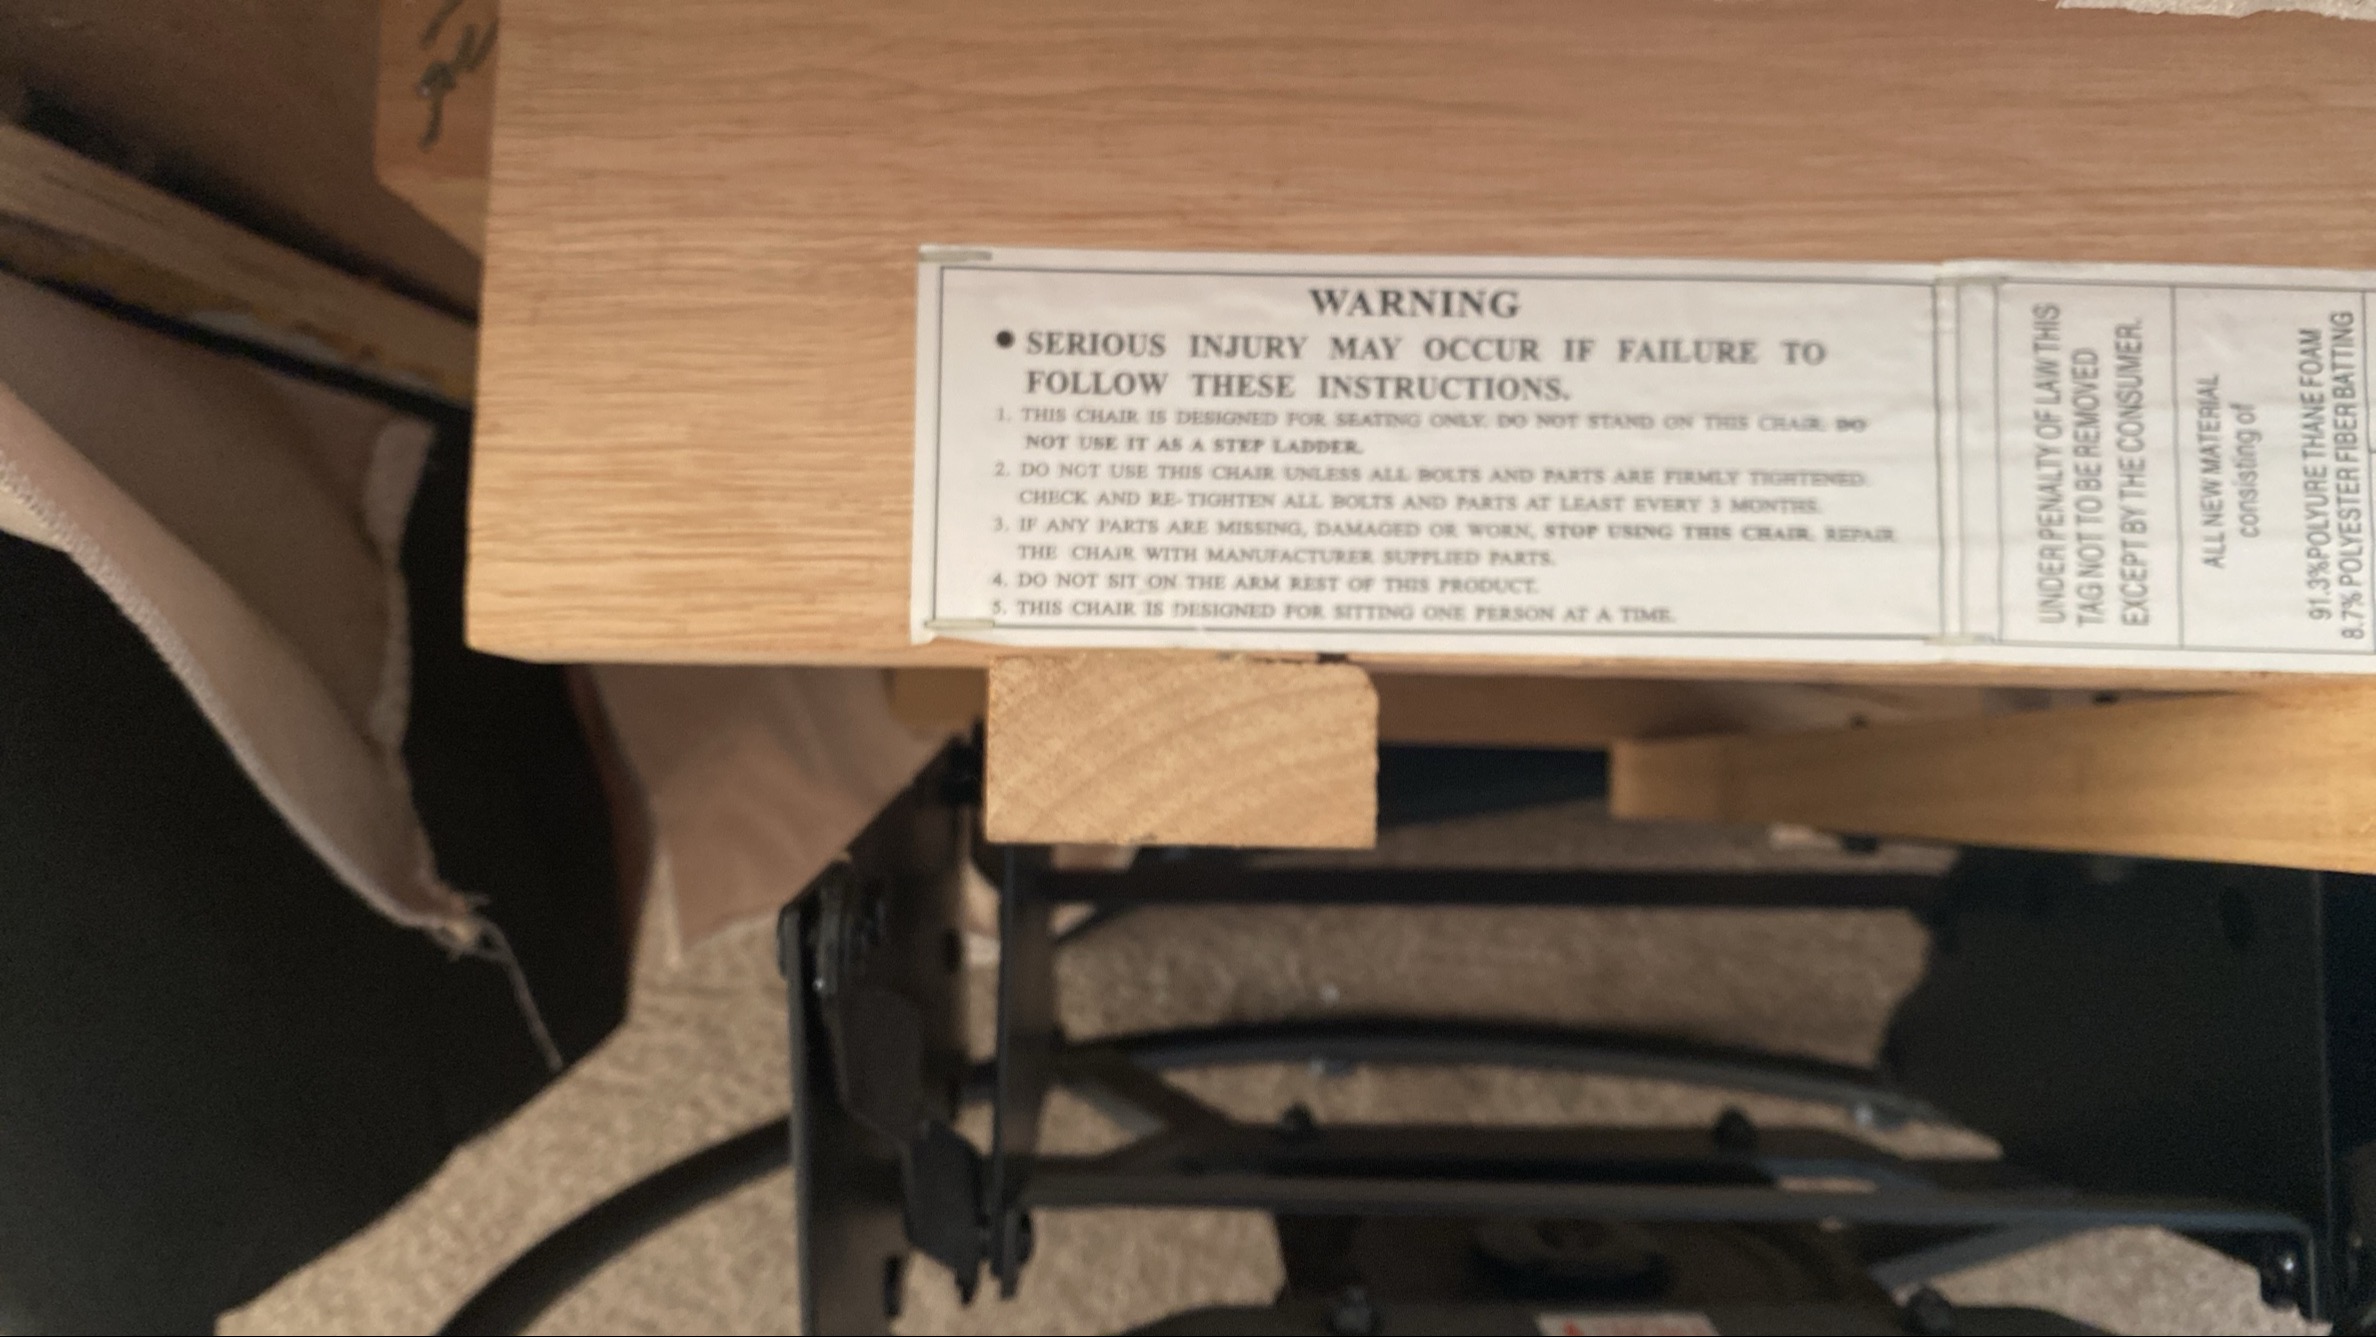 WARNING
● SERIOUS INJURY MAY OCCUR IF FAILURE TO
FOLLOW THESE INSTRUCTIONS.
1. THIS CHAIR IS DESIGNED FOR SEATING ONLY. DO NOT STAND ON THIS CHAIR. DO
NOT USE IT AS A STEP LADDER.
2. DO NOT USE THIS CHAIR UNLESS ALL BOLTS AND PARTS ARE FIRMLY TIGHTENED.
CHECK AND RE-TIGHTEN ALL BOLTS AND PARTS AT LEAST EVERY 3 MONTHS.
3. IF ANY PARTS ARE MISSING, DAMAGED OR WORN, STOP USING THIS CHAIR. REPAIR
THE CHAIR WITH MANUFACTURER SUPPLIED PARTS.
4. DO NOT SIT ON THE ARM REST OF THIS PRODUCT.
5. THIS CHAIR IS DESIGNED FOR SITTING ONE PERSON AT A TIME.
UNDER PENALTY OF LAW THIS
TAG NOT TO BE REMOVED
EXCEPT BY THE CONSUMER.
ALL NEW MATERIAL
consisting of
91.3%POLYURETHANE FOAM
8.7% POLYESTER FIBER BATTING